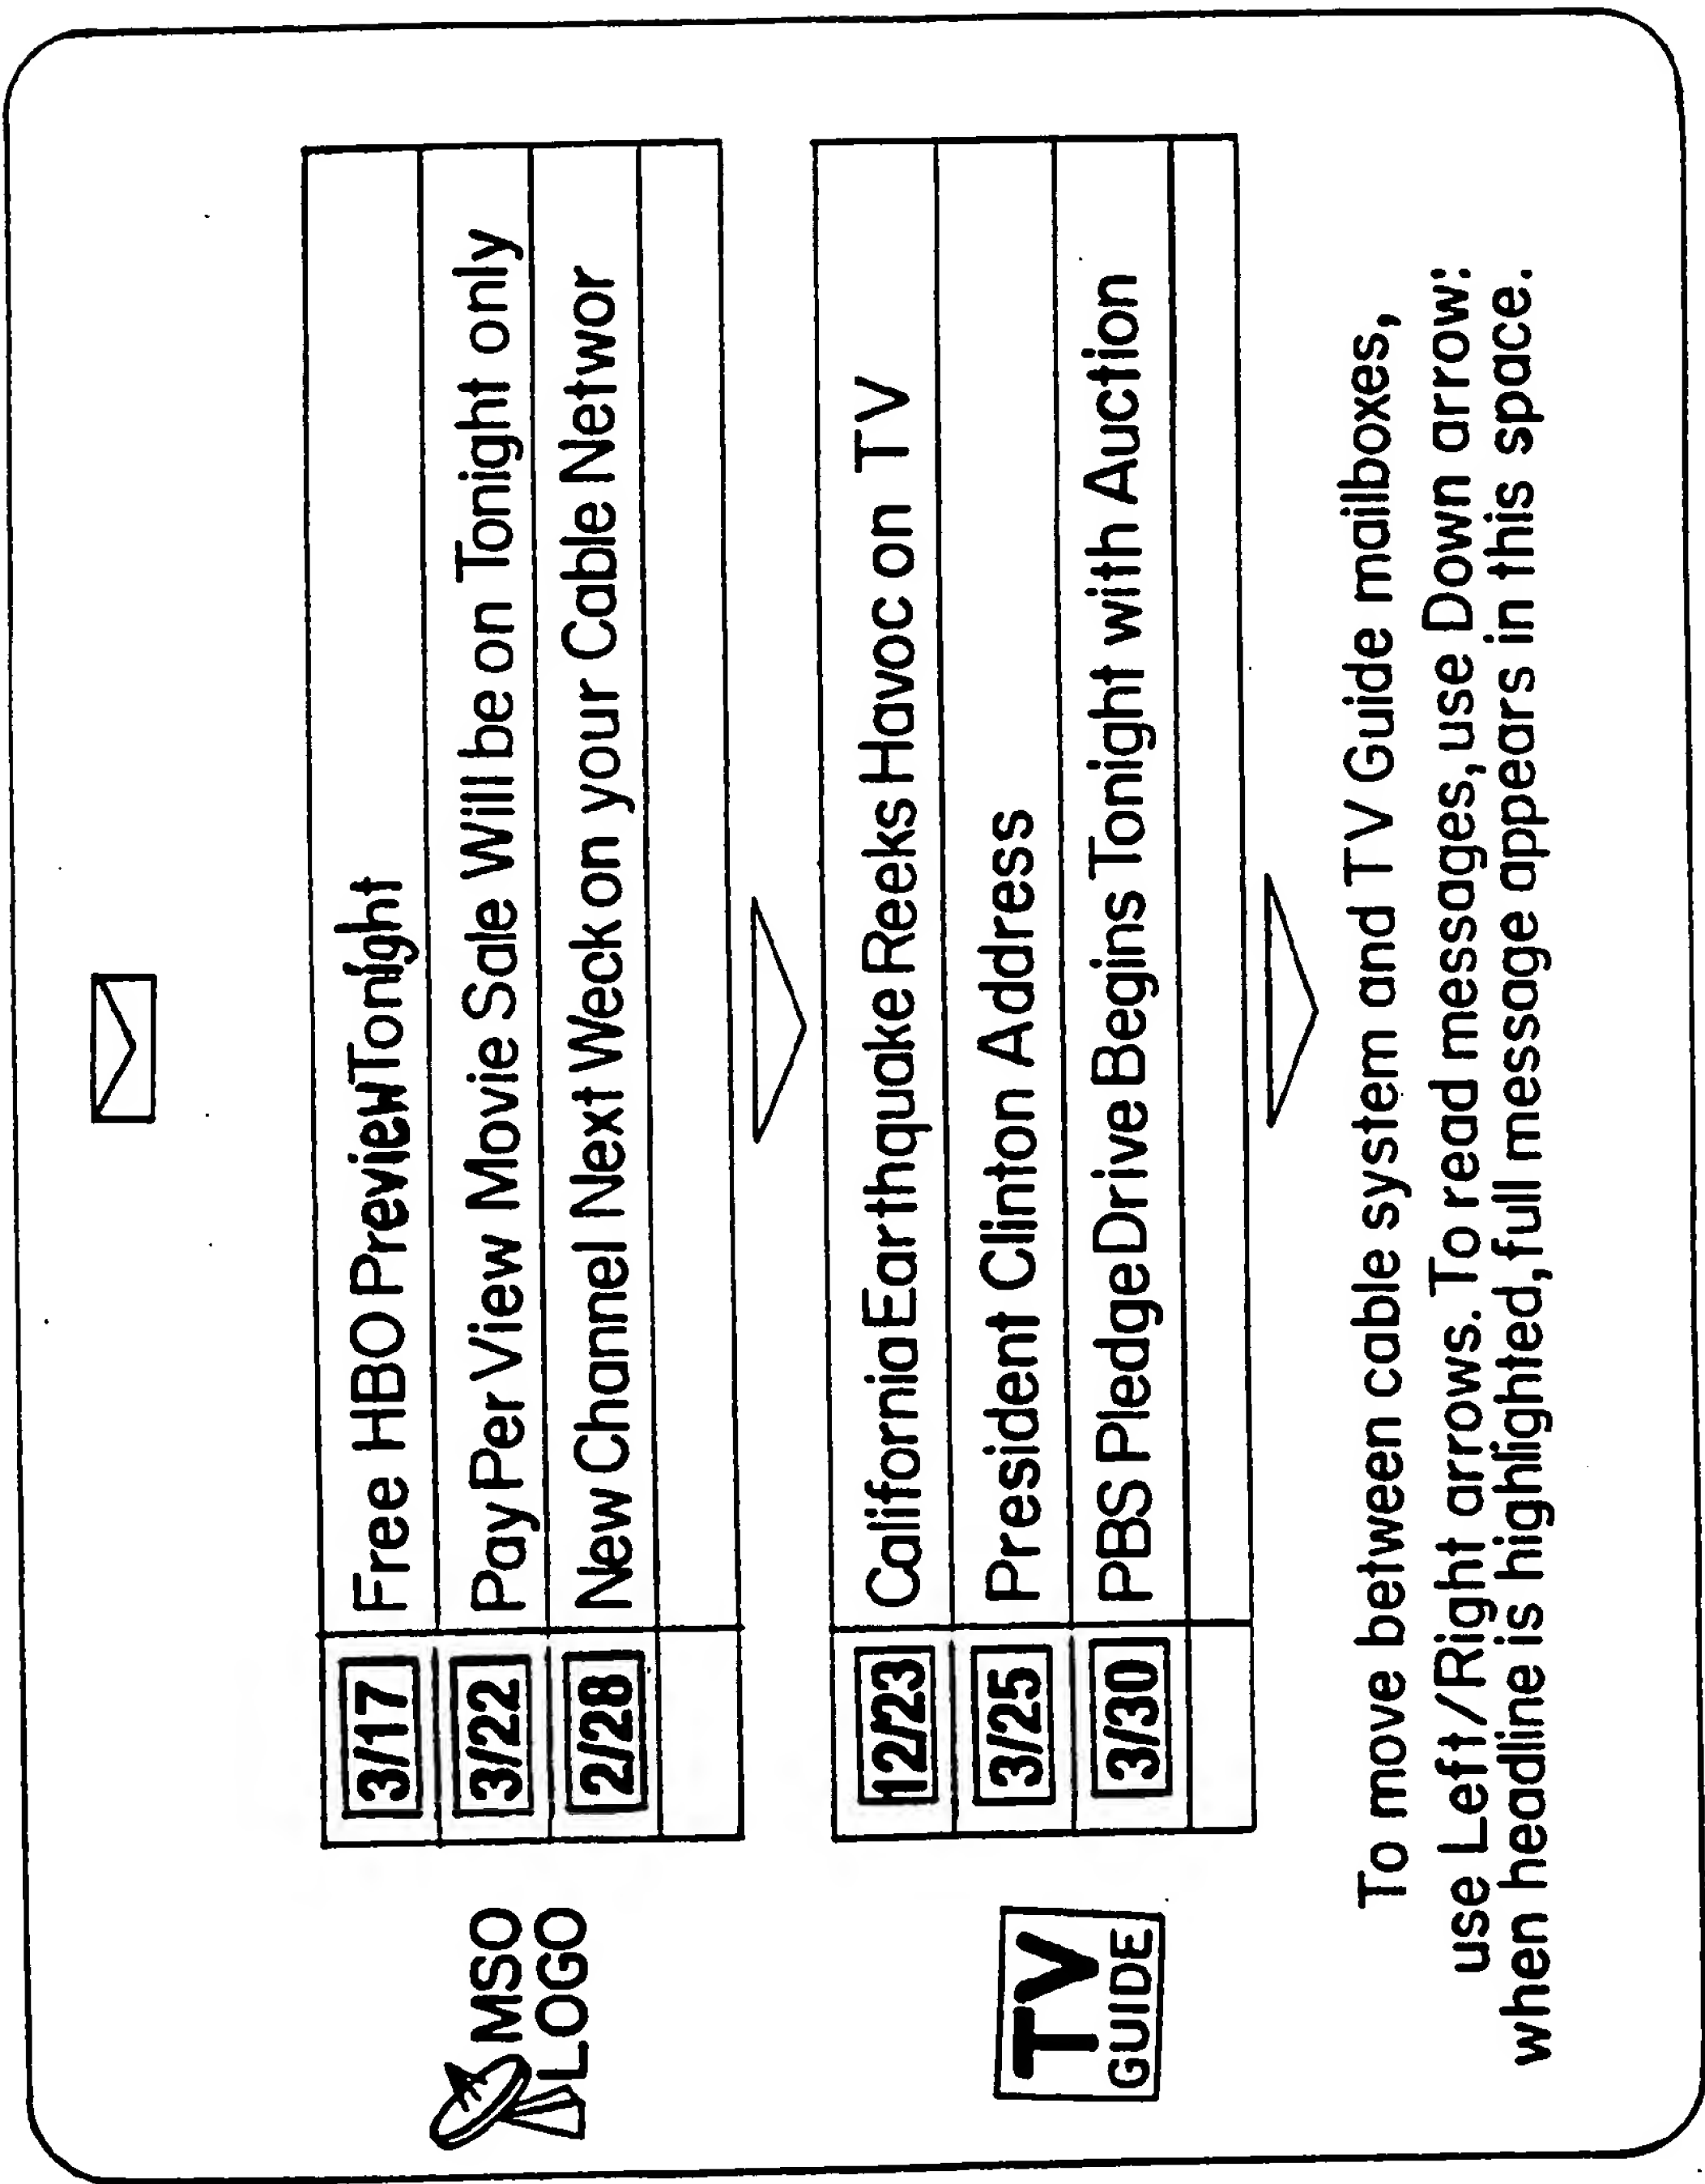 MSO
LOGO
3/17 Free HBO Preview Tonight
3/22 Pay Per View Movie Sale Will be on Tonight only
2/28 New Channel Next Weck on your Cable Networ
TV
GUIDE
12/23 California Earthquake Reeks Havoc on TV
3/25 President Clinton Address
3/30 PBS Pledge Drive Begins Tonight with Auction
To move between cable system and TV Guide mailboxes,
use Left/Right arrows. To read messages, use Down arrow:
when headline is highlighted, full message appears in this space.